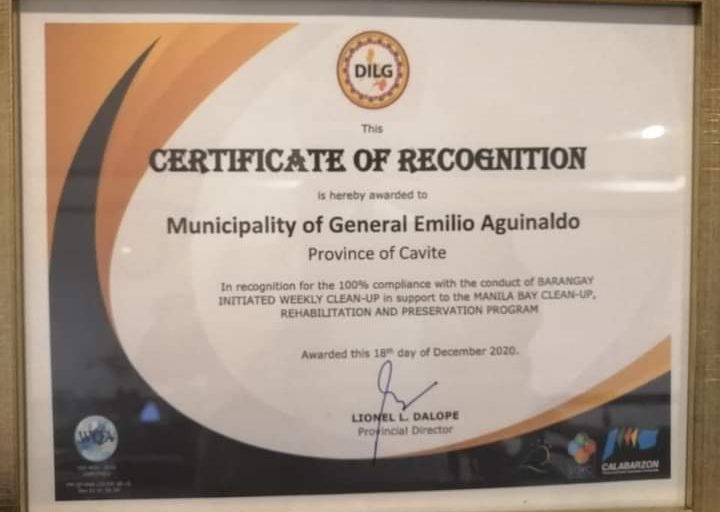 DILG
This
CERTIFICATE OF RECOGNITION
is hereby awarded to
Municipality of General Emilio Aguinaldo
Province of Cavite
In recognition for the 100% compliance with the conduct of BARANGAY
INITIATED WEEKLY CLEAN-UP in support to the MANILA BAY CLEAN-UP,
REHABILITATION AND PRESERVATION PROGRAM
Awarded this 18th day of December 2020.
LIONEL L. DALOPE
Provincial Director
WQA
CALABARZON